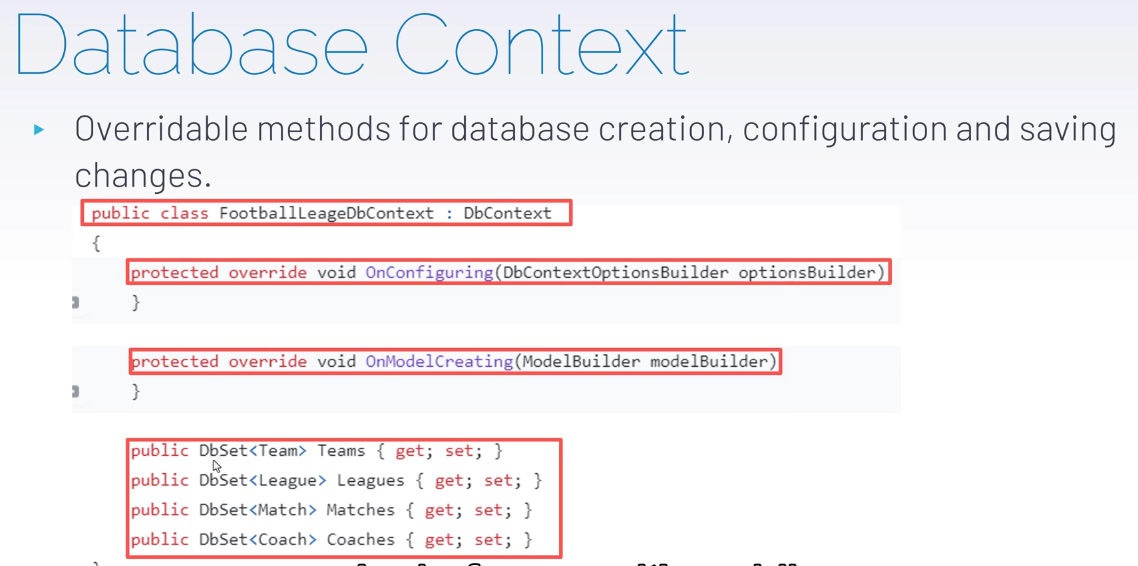 Database Context
Overridable methods for database creation, configuration and saving
changes.
public class FootballLeageDbContext : DbContext
{
protected override void OnConfiguring(DbContextOptionsBuilder optionsBuilder)
}
protected override void OnModelCreating(ModelBuilder modelBuilder)
}
public DbSet<Team> Teams { get; set; }
public DbSet<League> Leagues { get; set; }
public DbSet<Match> Matches { get; set; }
public DbSet<Coach> Coaches { get; set; }